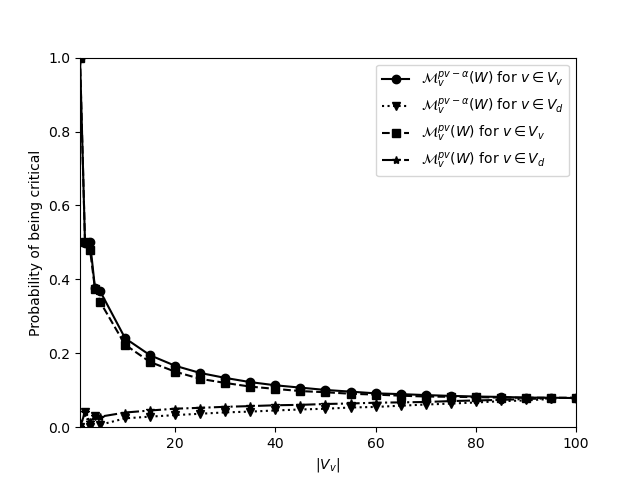 1.0
0.8
0.6
0.4
0.2
0.0
Probability of being critical
20
40
60
80
100
|V_v|
ℳ_v^{pv−α}(W) for v ∈ V_v
ℳ_v^{pv−α}(W) for v ∈ V_d
ℳ_v^{pv}(W) for v ∈ V_v
ℳ_v^{pv}(W) for v ∈ V_d